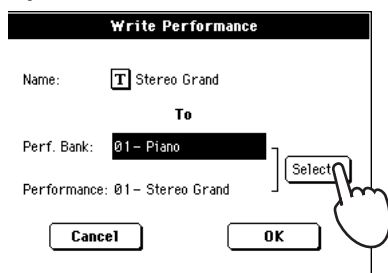 Write Performance
Name: T Stereo Grand
To
Perf. Bank: 01- Piano
Select
Performance: 01- Stereo Grand
Cancel OK